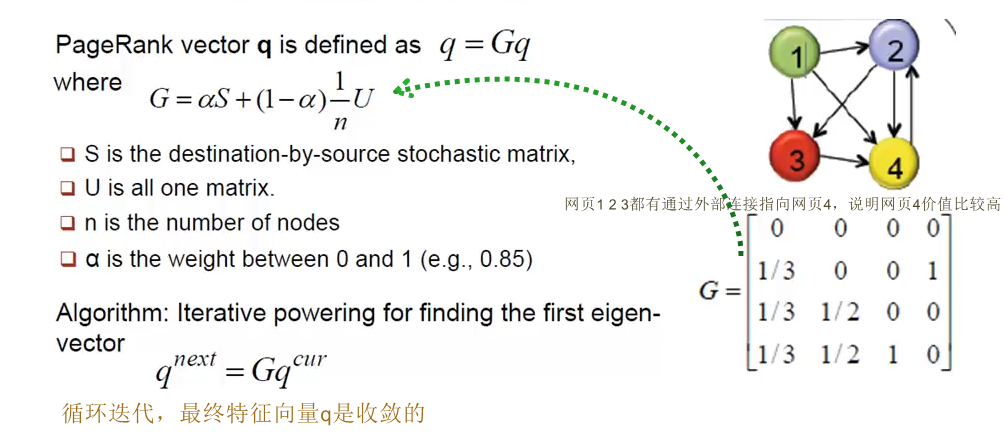 PageRank vector q is defined as q = Gq
where
G = αS + (1 − α) 1/n U
❑ S is the destination-by-source stochastic matrix,
❑ U is all one matrix.
❑ n is the number of nodes
❑ α is the weight between 0 and 1 (e.g., 0.85)
Algorithm: Iterative powering for finding the first eigen-
vector
q^next = Gq^cur
循环迭代，最终特征向量q是收敛的
1 2
3 4
网页1 2 3都有通过外部连接指向网页4，说明网页4价值比较高
0 0 0 0
1/3 0 0 1
G =
1/3 1/2 0 0
1/3 1/2 1 0